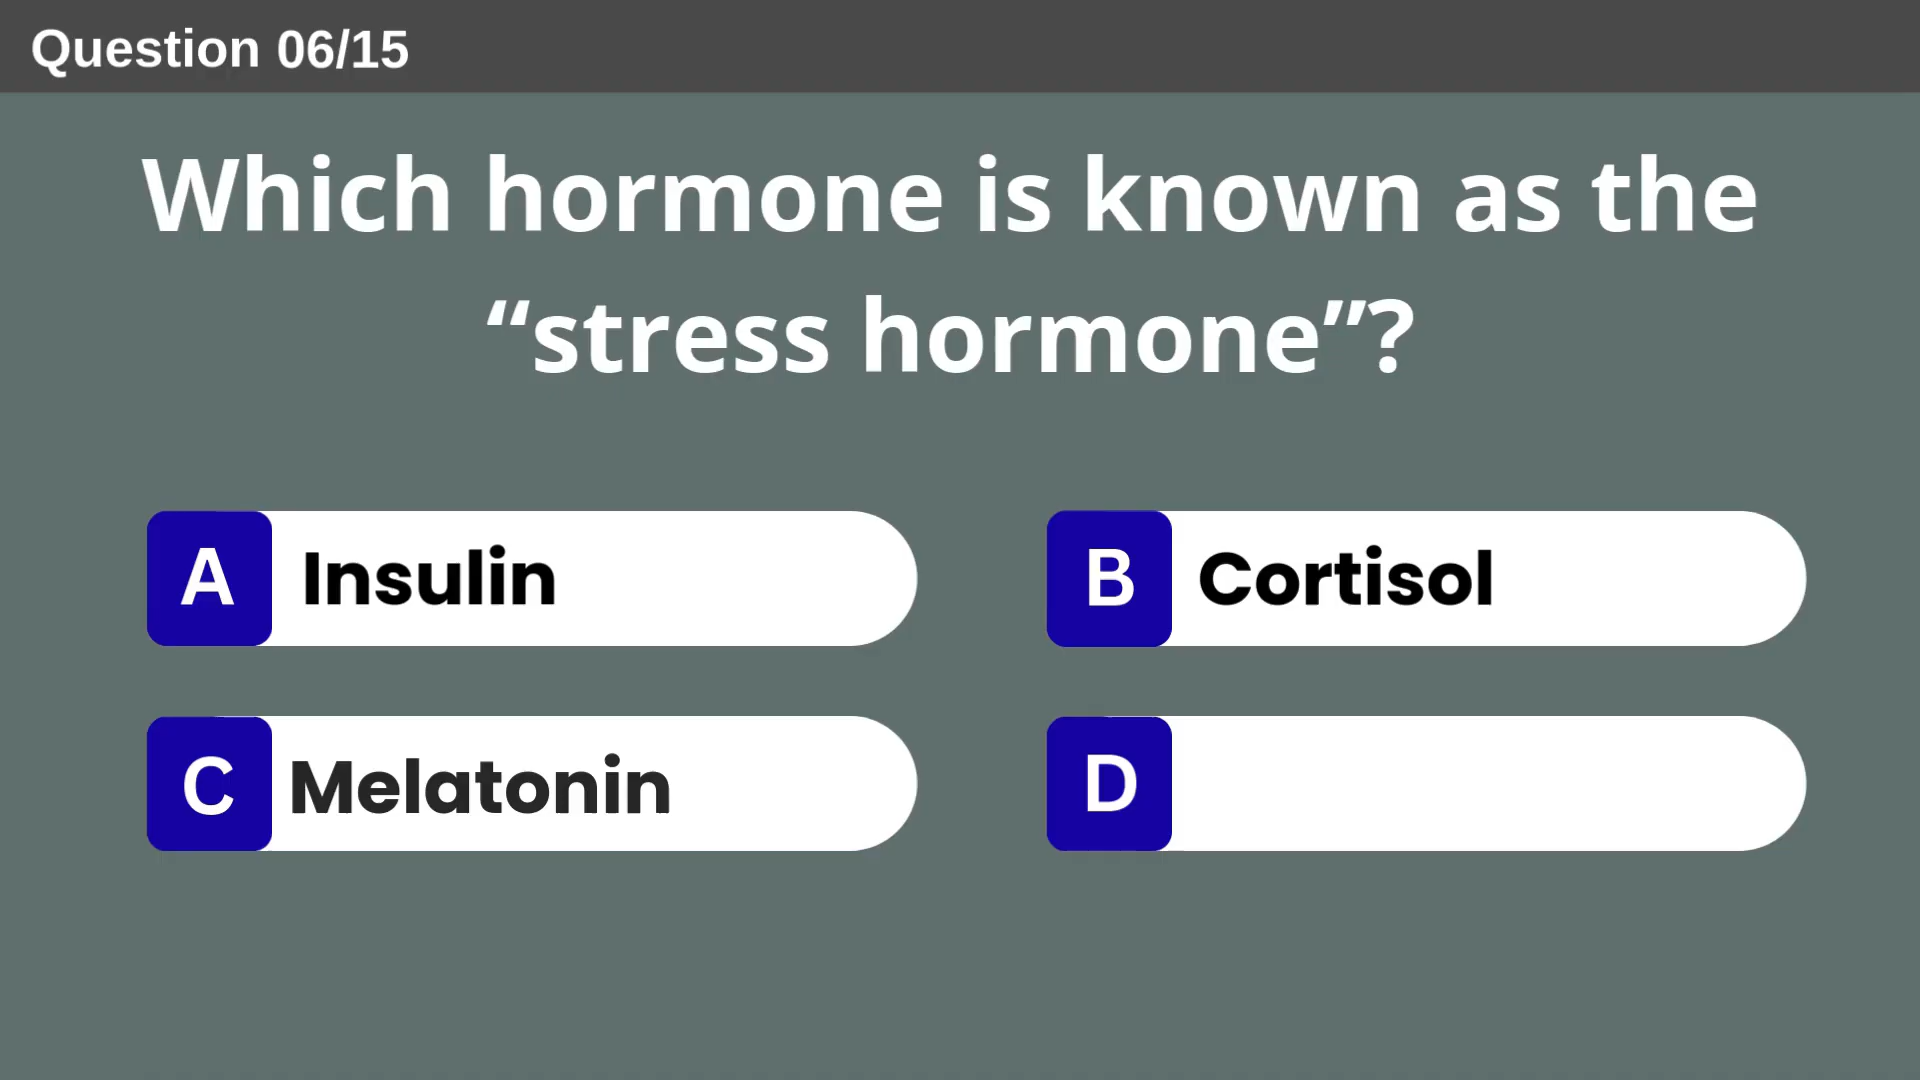 Question 06/15
Which hormone is known as the
“stress hormone”?
A Insulin
B Cortisol
C Melatonin
D